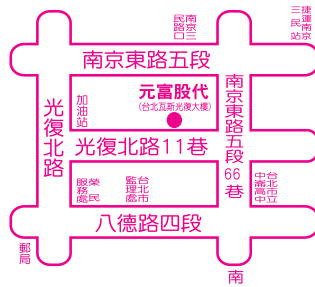 捷運南京
三民站
南京三
民路口
南京東路五段
元富股代
(台北瓦斯光復大樓)
加油站
光復北路
南京東路五段66巷
光復北路11巷
榮民
服務處
台北市
監理處
台北市立
中崙高中
八德路四段
郵局
南